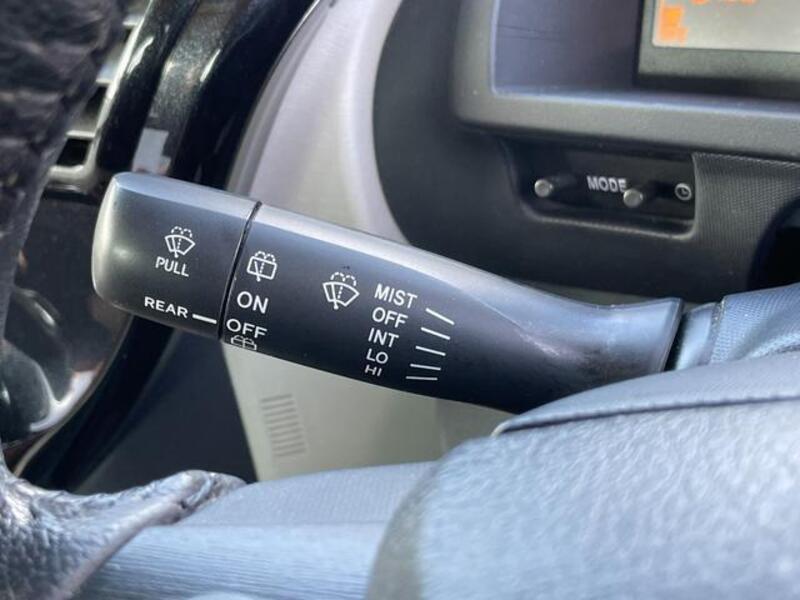 PULL
REAR
ON
OFF
MIST
OFF
INT
LO
HI
MODE